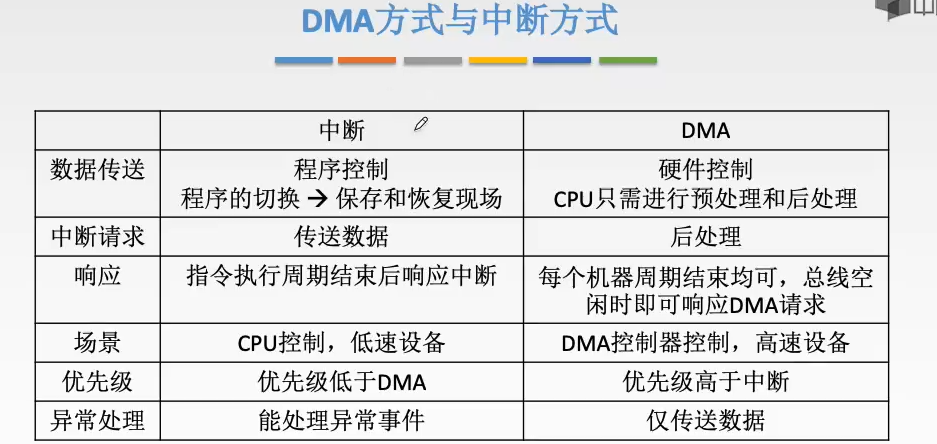 DMA方式与中断方式
中断 DMA
数据传送 程序控制 硬件控制
程序的切换 → 保存和恢复现场 CPU只需进行预处理和后处理
中断请求 传送数据 后处理
响应 指令执行周期结束后响应中断 每个机器周期结束均可，总线空
闲时即可响应DMA请求
场景 CPU控制，低速设备 DMA控制器控制，高速设备
优先级 优先级低于DMA 优先级高于中断
异常处理 能处理异常事件 仅传送数据